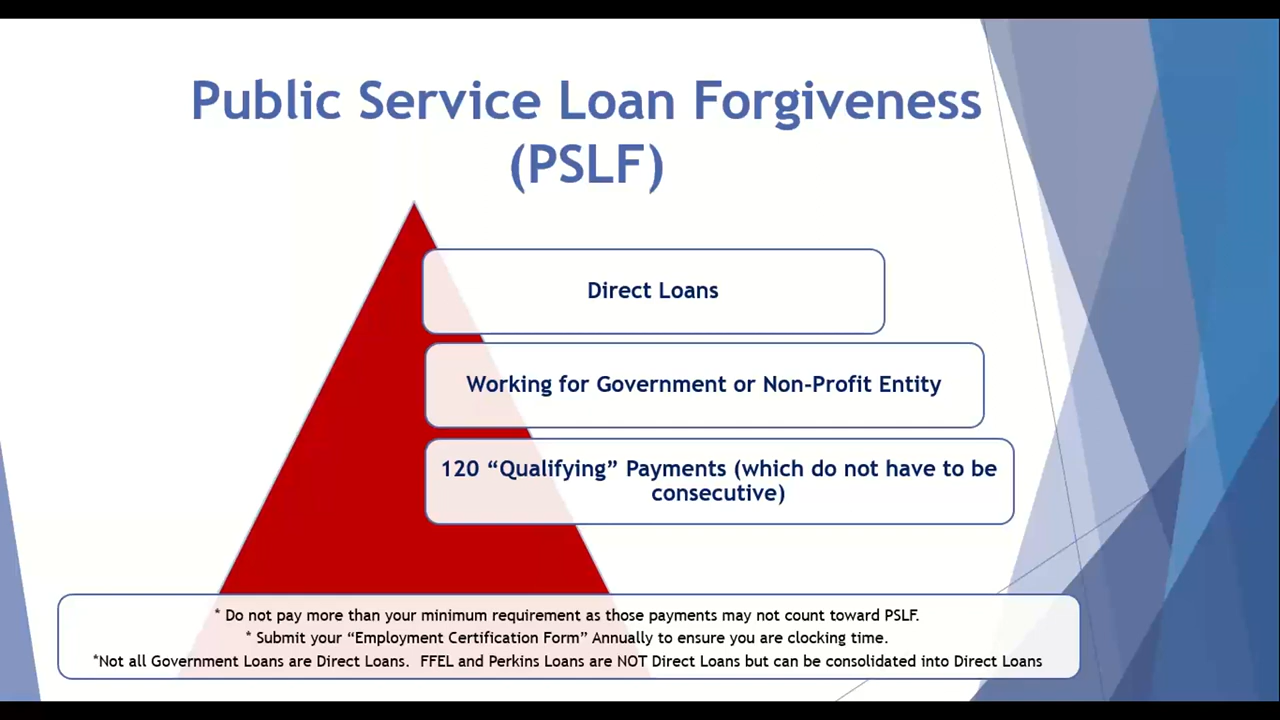 Public Service Loan Forgiveness
(PSLF)
Direct Loans
Working for Government or Non-Profit Entity
120 “Qualifying” Payments (which do not have to be
consecutive)
* Do not pay more than your minimum requirement as those payments may not count toward PSLF.
* Submit your “Employment Certification Form” Annually to ensure you are clocking time.
*Not all Government Loans are Direct Loans.  FFEL and Perkins Loans are NOT Direct Loans but can be consolidated into Direct Loans